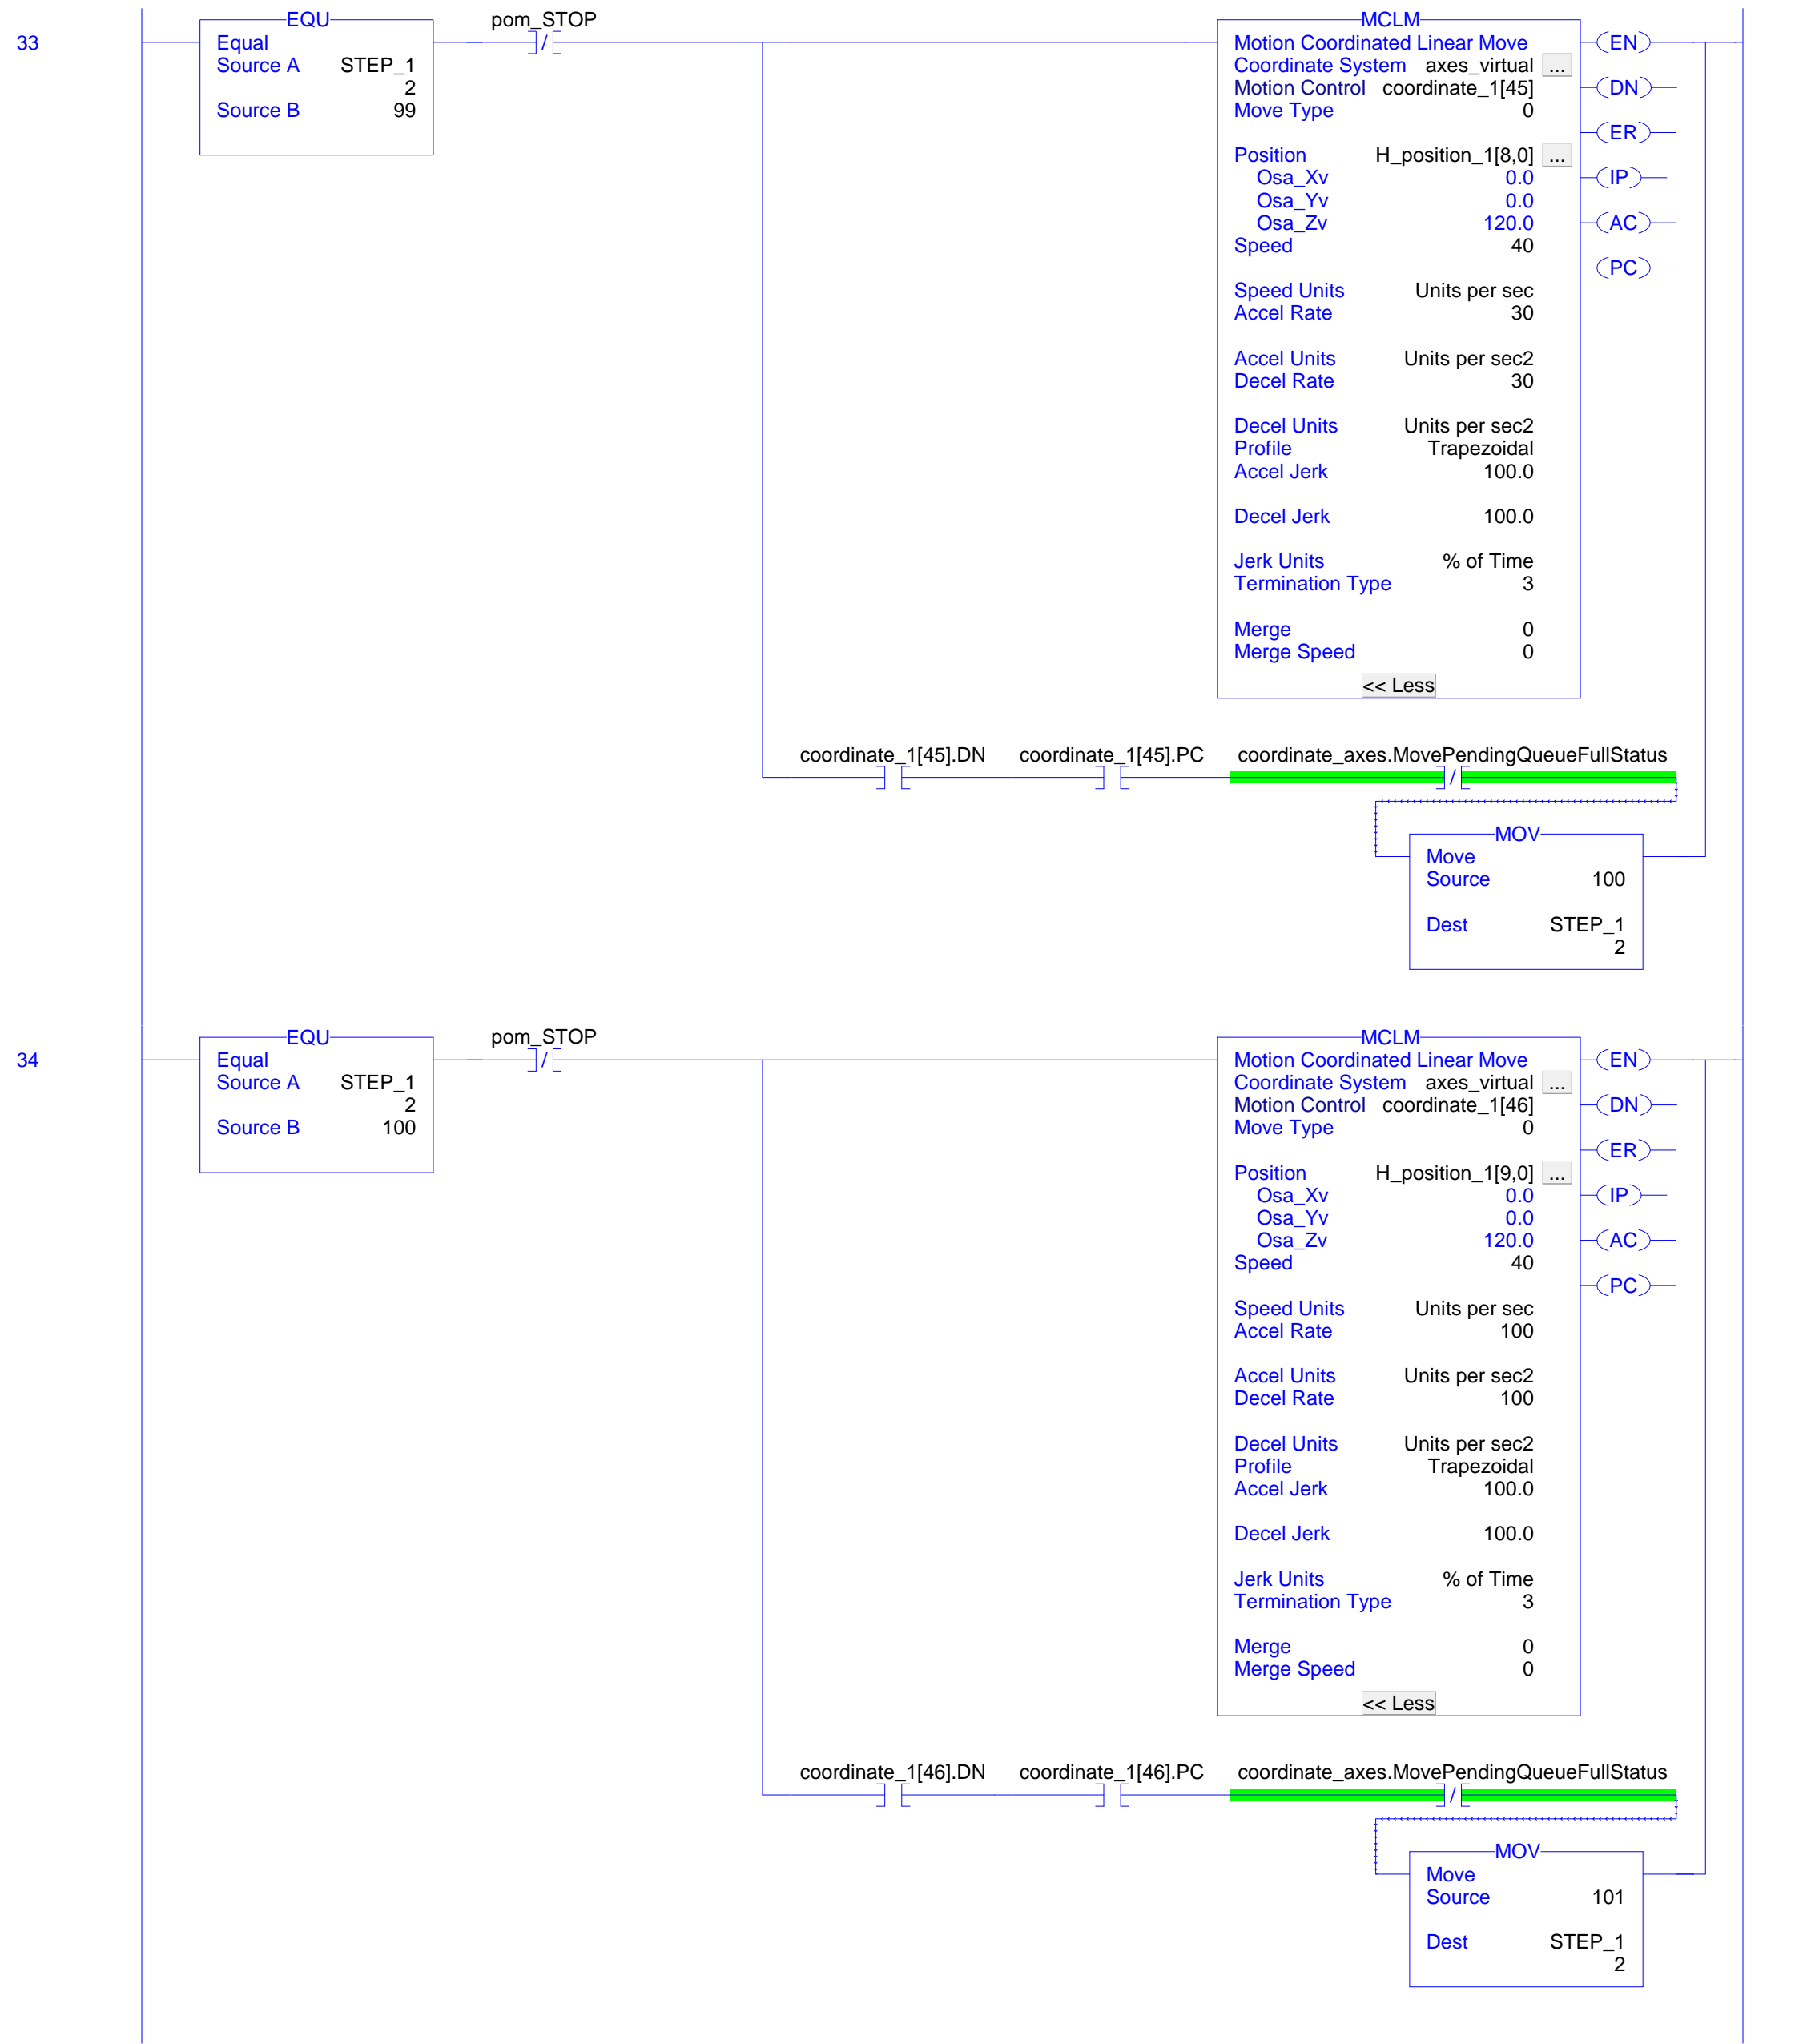 33
EQU
Equal
Source A STEP_1
2
Source B 99
pom_STOP
MCLM
Motion Coordinated Linear Move
Coordinate System axes_virtual ...
Motion Control coordinate_1[45]
Move Type 0
Position H_position_1[8,0] ...
Osa_Xv 0.0
Osa_Yv 0.0
Osa_Zv 120.0
Speed 40
Speed Units Units per sec
Accel Rate 30
Accel Units Units per sec2
Decel Rate 30
Decel Units Units per sec2
Profile Trapezoidal
Accel Jerk 100.0
Decel Jerk 100.0
Jerk Units % of Time
Termination Type 3
Merge 0
Merge Speed 0
<< Less
EN
DN
ER
IP
AC
PC
coordinate_1[45].DN coordinate_1[45].PC coordinate_axes.MovePendingQueueFullStatus
MOV
Move
Source 100
Dest STEP_1
2
34
EQU
Equal
Source A STEP_1
2
Source B 100
pom_STOP
MCLM
Motion Coordinated Linear Move
Coordinate System axes_virtual ...
Motion Control coordinate_1[46]
Move Type 0
Position H_position_1[9,0] ...
Osa_Xv 0.0
Osa_Yv 0.0
Osa_Zv 120.0
Speed 40
Speed Units Units per sec
Accel Rate 100
Accel Units Units per sec2
Decel Rate 100
Decel Units Units per sec2
Profile Trapezoidal
Accel Jerk 100.0
Decel Jerk 100.0
Jerk Units % of Time
Termination Type 3
Merge 0
Merge Speed 0
<< Less
EN
DN
ER
IP
AC
PC
coordinate_1[46].DN coordinate_1[46].PC coordinate_axes.MovePendingQueueFullStatus
MOV
Move
Source 101
Dest STEP_1
2